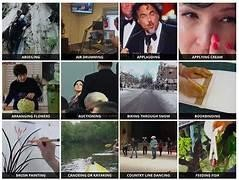 ABSEILING
AIR DRUMMING
APPLAUDING
APPLYING CREAM
ARRANGING FLOWERS
AUCTIONING
BIKING THROUGH SNOW
BOOKBINDING
BRUSH PAINTING
CANOEING OR KAYAKING
COUNTRY LINE DANCING
FEEDING FISH